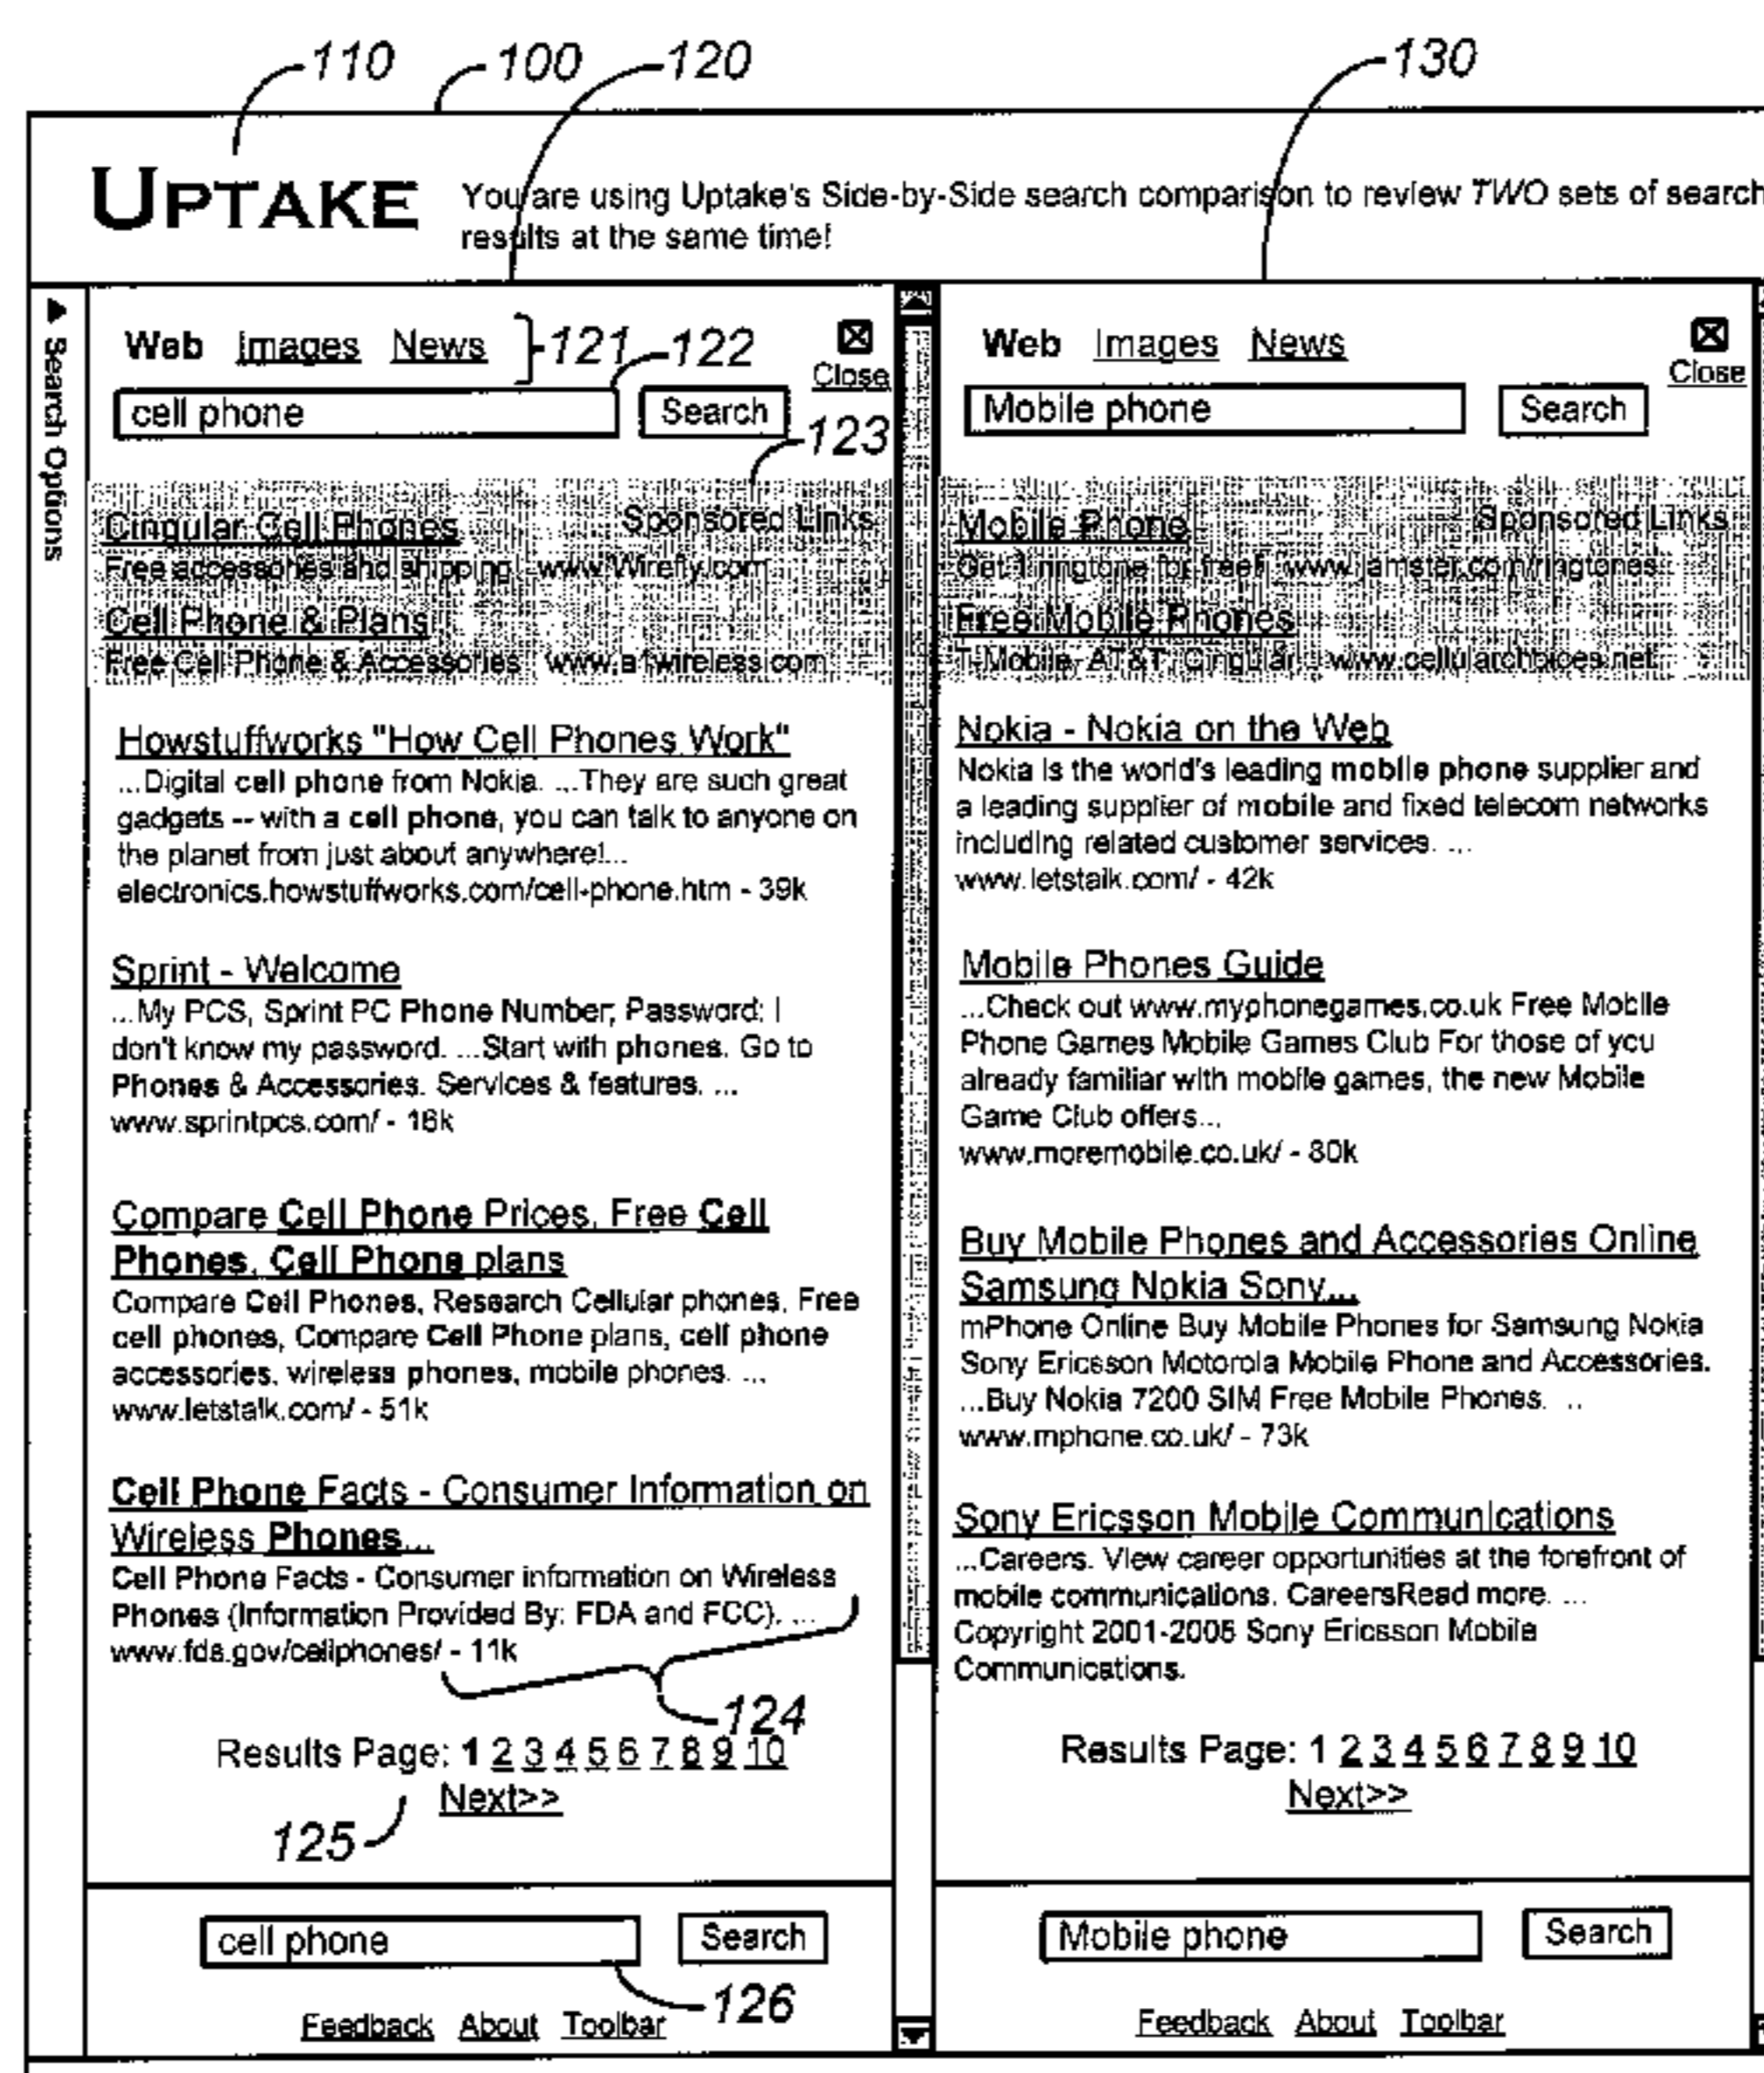 110 100 120 130
UPTAKE
You are using Uptake's Side-by-Side search comparison to review TWO sets of search
results at the same time!
Search Options
Web Images News 121 122
Close
cell phone Search
123
Cingular Cell Phones Sponsored Links
Free accessories and shipping www.Wirefly.com
Cell Phone & Plans
Free Cell Phone & Accessories www.a1wireless.com
Howstuffworks "How Cell Phones Work"
...Digital cell phone from Nokia. ...They are such great
gadgets -- with a cell phone, you can talk to anyone on
the planet from just about anywhere!...
electronics.howstuffworks.com/cell-phone.htm - 39k
Sprint - Welcome
...My PCS, Sprint PC Phone Number; Password: I
don't know my password. ...Start with phones. Go to
Phones & Accessories. Services & features. ...
www.sprintpcs.com/ - 16k
Compare Cell Phone Prices, Free Cell
Phones, Cell Phone plans
Compare Cell Phones, Research Cellular phones, Free
cell phones, Compare Cell Phone plans, cell phone
accessories, wireless phones, mobile phones. ...
www.letstalk.com/ - 51k
Cell Phone Facts - Consumer Information on
Wireless Phones...
Cell Phone Facts - Consumer information on Wireless
Phones (Information Provided By: FDA and FCC). ...
www.fds.gov/cellphones/ - 11k
124
Results Page: 1 2 3 4 5 6 7 8 9 10
Next>>
125
cell phone Search
126
Feedback About Toolbar
Web Images News
Close
Mobile phone Search
Mobile Phone Sponsored Links
Get 1 ringtone for free! www.jamster.com/ringtones
Free Mobile Phones
T-Mobile, AT&T, Cingular www.cellularchoices.net
Nokia - Nokia on the Web
Nokia is the world's leading mobile phone supplier and
a leading supplier of mobile and fixed telecom networks
including related customer services. ...
www.letstalk.com/ - 42k
Mobile Phones Guide
...Check out www.myphonegames.co.uk Free Mobile
Phone Games Mobile Games Club For those of you
already familiar with mobile games, the new Mobile
Game Club offers...
www.moremobile.co.uk/ - 80k
Buy Mobile Phones and Accessories Online
Samsung Nokia Sony...
mPhone Online Buy Mobile Phones for Samsung Nokia
Sony Ericsson Motorola Mobile Phone and Accessories.
...Buy Nokia 7200 SIM Free Mobile Phones. ..
www.mphone.co.uk/ - 73k
Sony Ericsson Mobile Communications
...Careers. View career opportunities at the forefront of
mobile communications. CareersRead more. ...
Copyright 2001-2005 Sony Ericsson Mobile
Communications.
Results Page: 1 2 3 4 5 6 7 8 9 10
Next>>
Mobile phone Search
Feedback About Toolbar